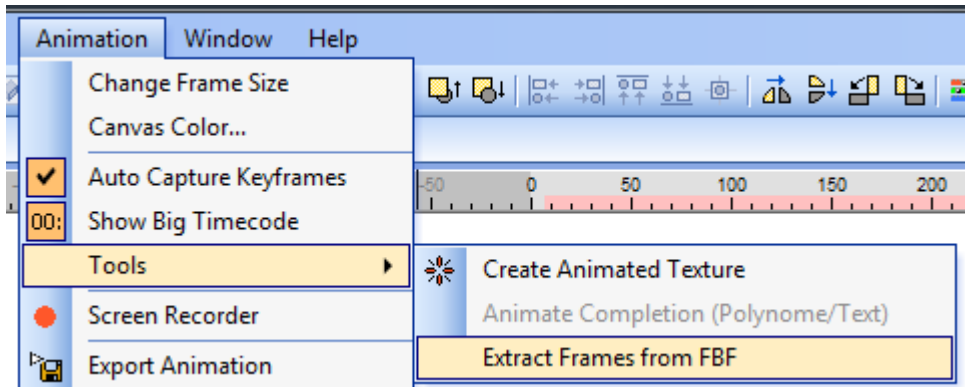 Animation Window Help
Change Frame Size
Canvas Color...
Auto Capture Keyframes
-50 0 50 100 150 200
00: Show Big Timecode
Tools
Create Animated Texture
Screen Recorder
Animate Completion (Polynome/Text)
Export Animation
Extract Frames from FBF